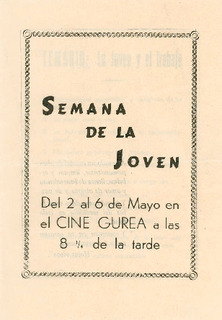 SEMANA
DE LA
JOVEN
Del 2 al 6 de Mayo en
el CINE GUREA a las
8 ¼ de la tarde